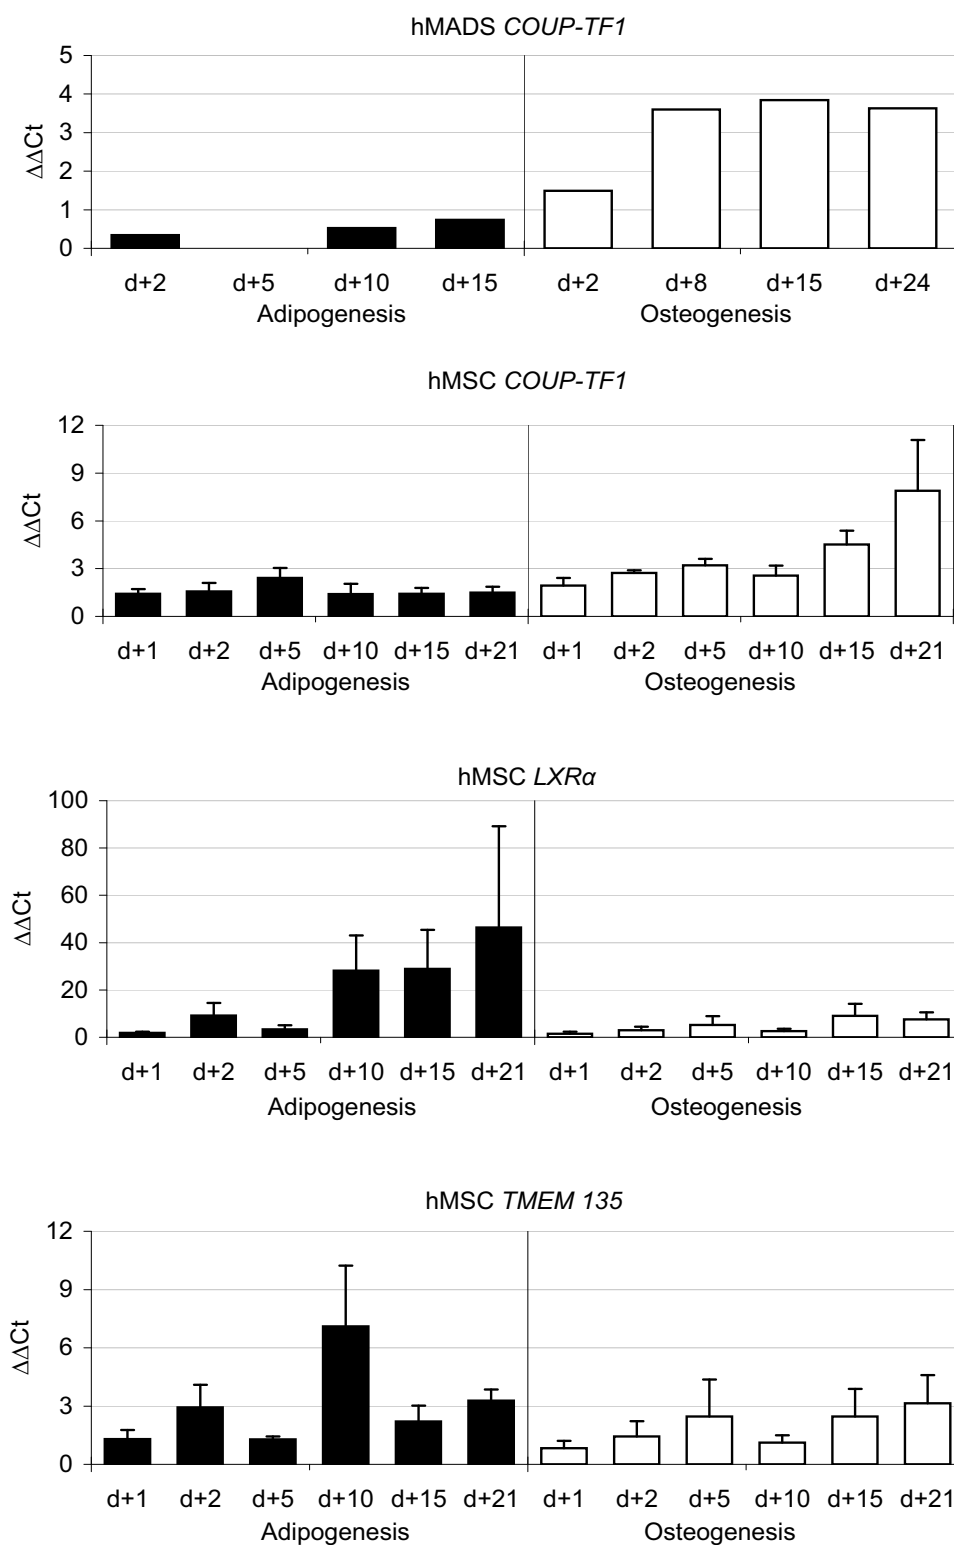 hMADS COUP-TF1
5
4
3
2
1
0
ΔΔCt
d+2 d+5 d+10 d+15 d+2 d+8 d+15 d+24
Adipogenesis Osteogenesis
hMSC COUP-TF1
12
9
6
3
0
ΔΔCt
d+1 d+2 d+5 d+10 d+15 d+21 d+1 d+2 d+5 d+10 d+15 d+21
Adipogenesis Osteogenesis
hMSC LXRα
100
80
60
40
20
0
ΔΔCt
d+1 d+2 d+5 d+10 d+15 d+21 d+1 d+2 d+5 d+10 d+15 d+21
Adipogenesis Osteogenesis
hMSC TMEM 135
12
9
6
3
0
ΔΔCt
d+1 d+2 d+5 d+10 d+15 d+21 d+1 d+2 d+5 d+10 d+15 d+21
Adipogenesis Osteogenesis